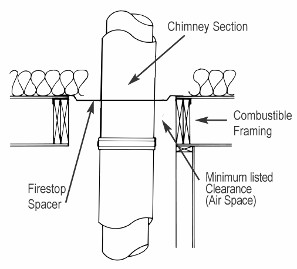 Chimney Section
Combustible
Framing
Minimum listed
Clearance
(Air Space)
Firestop
Spacer